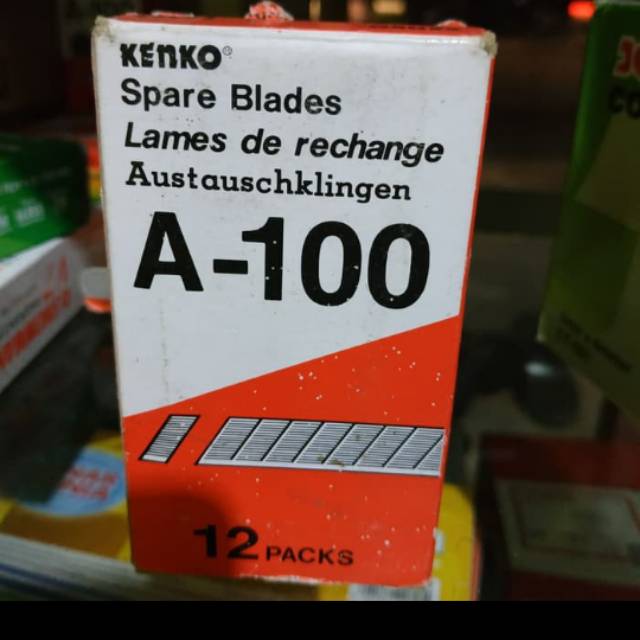 KENKO®
Spare Blades
Lames de rechange
Austauschklingen
A-100
12 PACKS